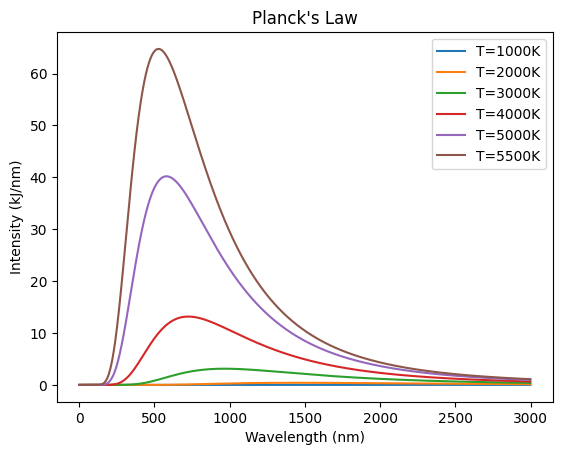 Planck's Law
T=1000K
T=2000K
T=3000K
T=4000K
T=5000K
T=5500K
Intensity (kJ/nm)
60
50
40
30
20
10
0
0 500 1000 1500 2000 2500 3000
Wavelength (nm)